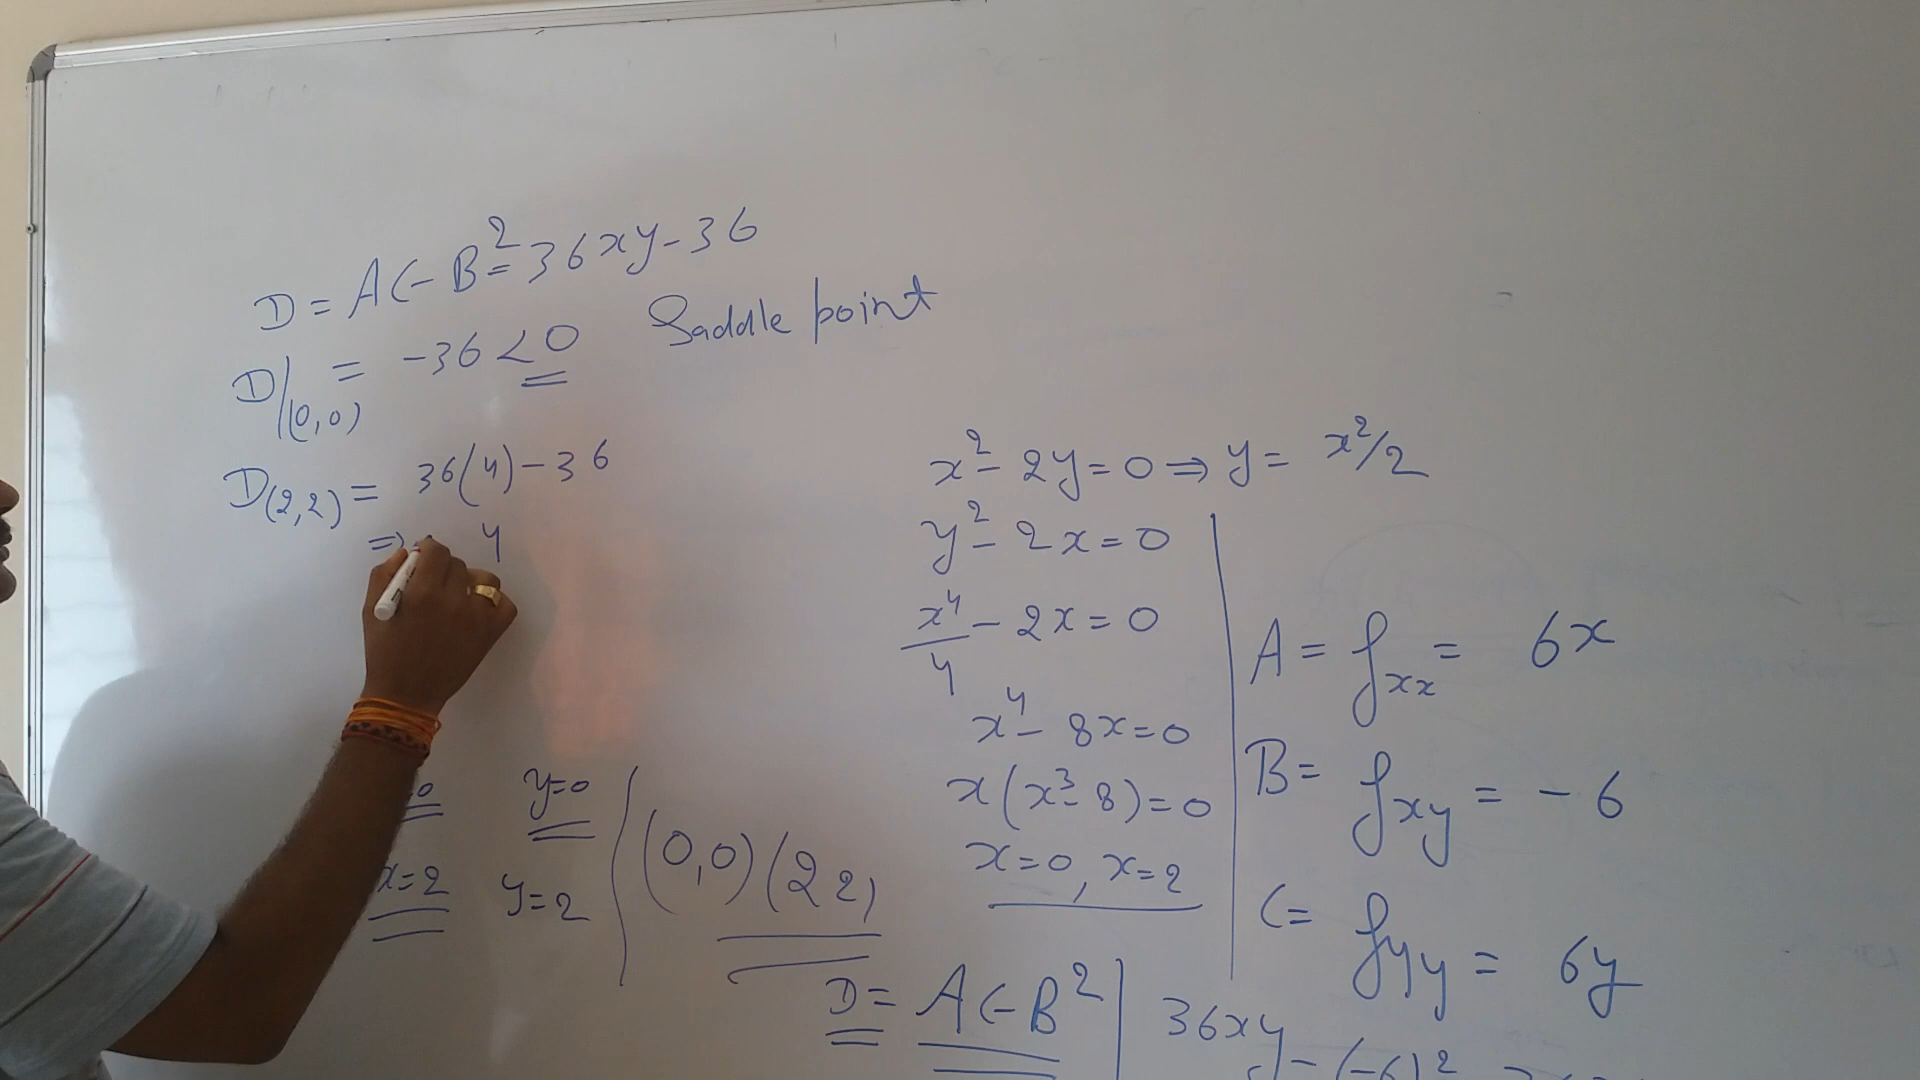 D = AC - B² = 36xy - 36
D|(0,0) = -36 < 0 Saddle point
D(2,2) = 36(4) - 36
⇒ 4
y=0
x=2 y=2
(0,0) (2 2)
x² - 2y = 0 ⇒ y = x²/2
y² - 2x = 0
x⁴/4 - 2x = 0
x⁴ - 8x = 0
x(x³ - 8) = 0
x=0, x=2
A = fxx = 6x
B = fxy = -6
C = fyy = 6y
D = AC - B² | 36xy - (-6)²